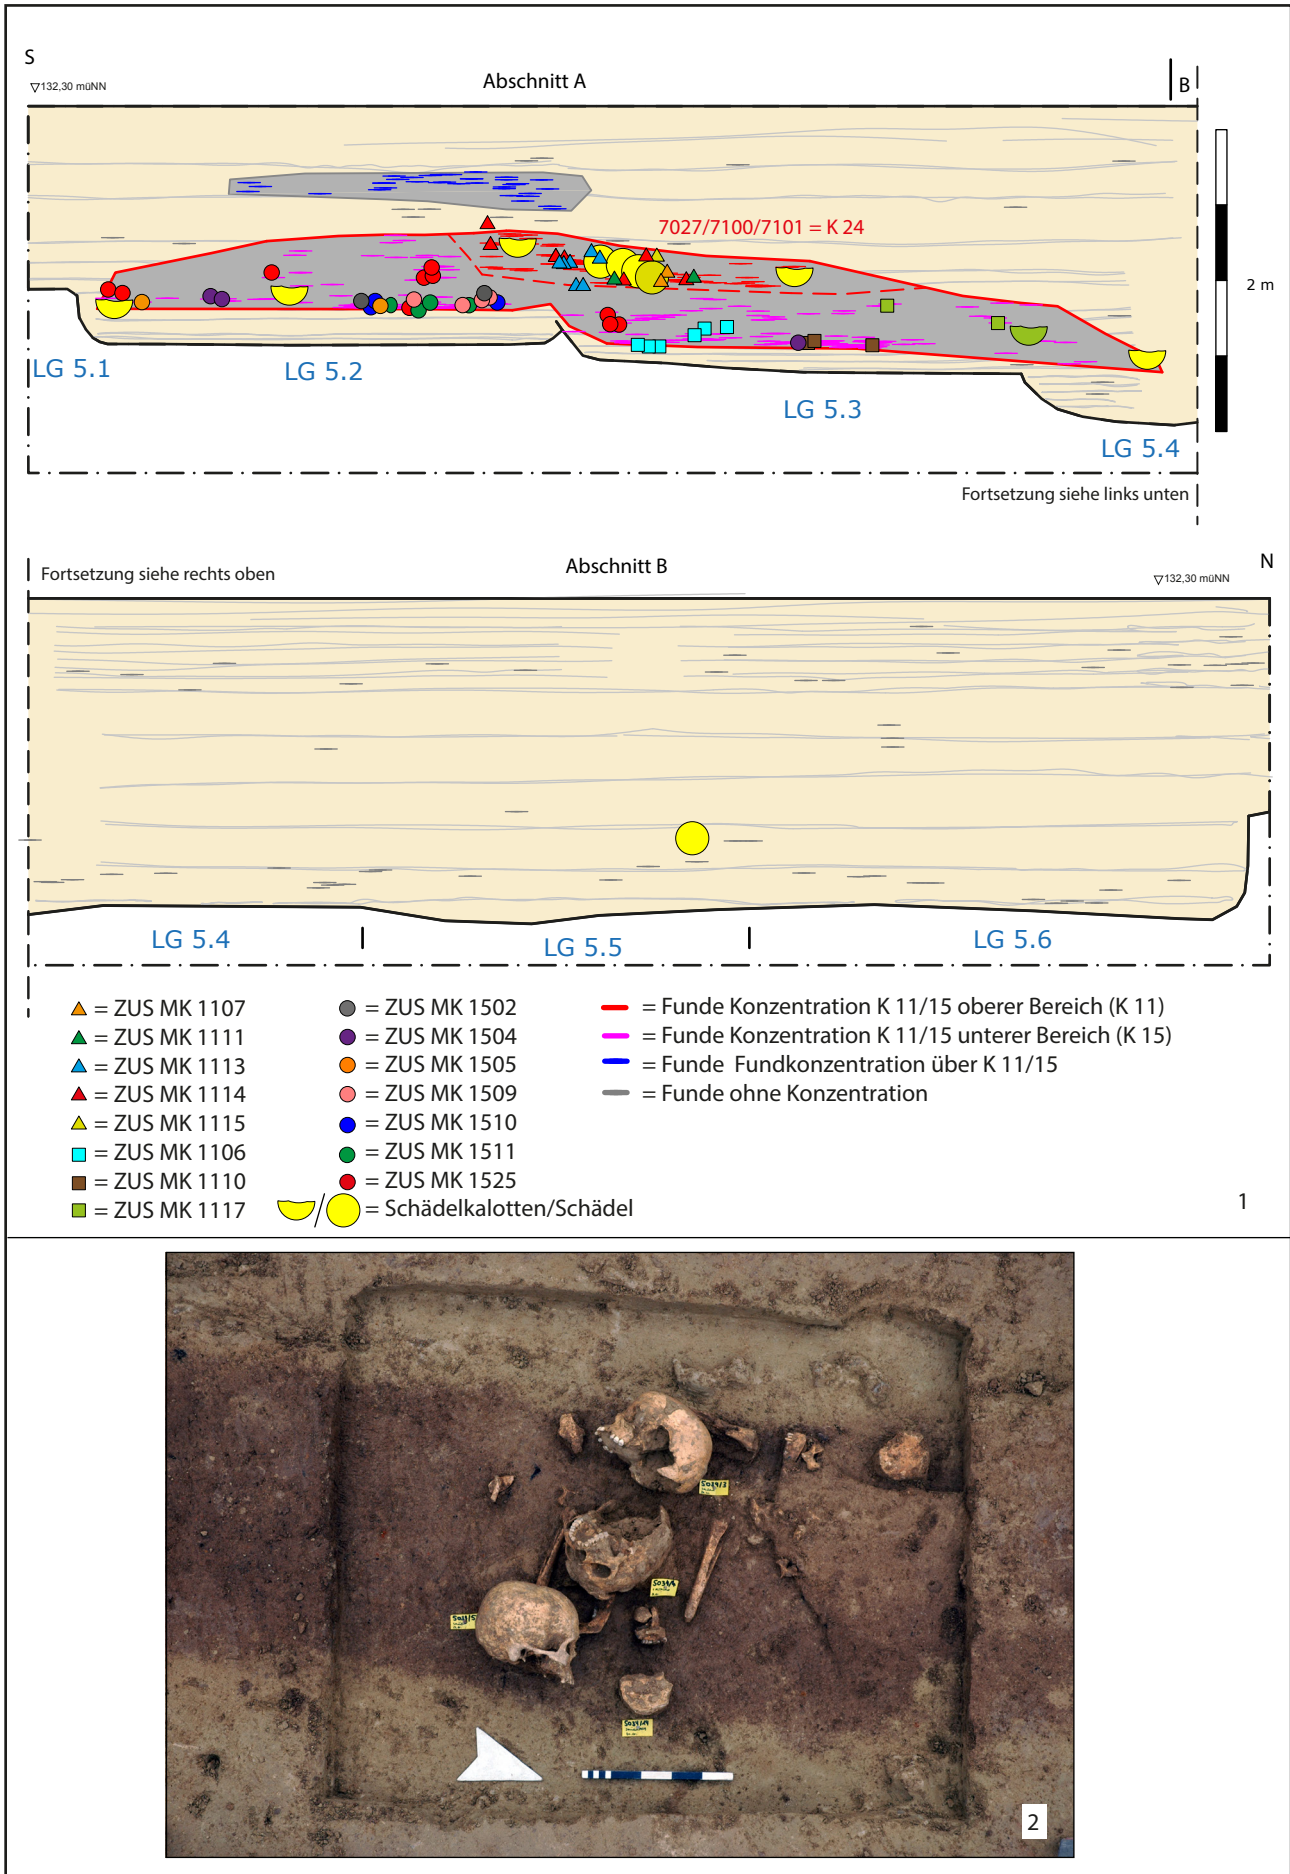 S
▽132,30 müNN
Abschnitt A
B
7027/7100/7101 = K 24
2 m
LG 5.1
LG 5.2
LG 5.3
LG 5.4
Fortsetzung siehe links unten
Fortsetzung siehe rechts oben
Abschnitt B
N
▽132,30 müNN
LG 5.4
LG 5.5
LG 5.6
= ZUS MK 1107
= ZUS MK 1111
= ZUS MK 1113
= ZUS MK 1114
= ZUS MK 1115
= ZUS MK 1106
= ZUS MK 1110
= ZUS MK 1117
= ZUS MK 1502
= ZUS MK 1504
= ZUS MK 1505
= ZUS MK 1509
= ZUS MK 1510
= ZUS MK 1511
= ZUS MK 1525
= Schädelkalotten/Schädel
= Funde Konzentration K 11/15 oberer Bereich (K 11)
= Funde Konzentration K 11/15 unterer Bereich (K 15)
= Funde Fundkonzentration über K 11/15
= Funde ohne Konzentration
1
2